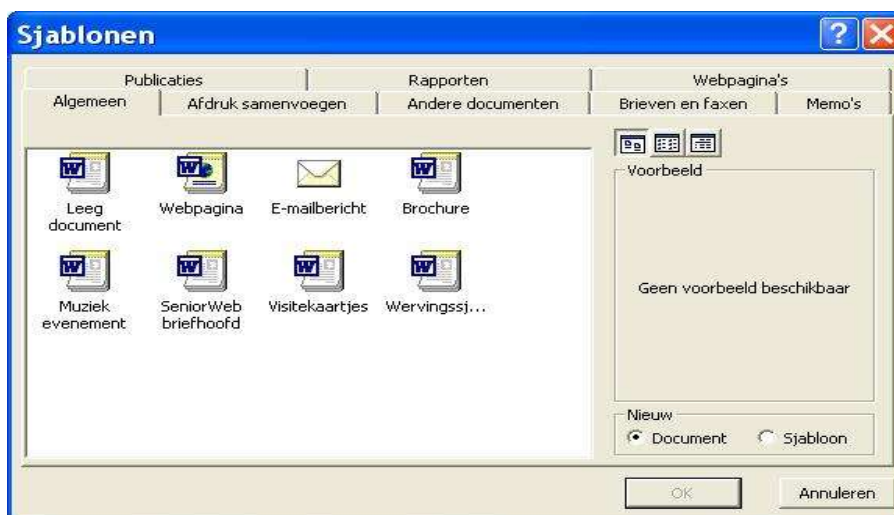 Sjablonen
Publicaties Rapporten Webpagina's
Algemeen Afdruk samenvoegen Andere documenten Brieven en faxen Memo's
Leeg document
Webpagina
E-mailbericht
Brochure
Muziek evenement
SeniorWeb briefhoofd
Visitekaartjes
Wervingssj...
Voorbeeld
Geen voorbeeld beschikbaar
Nieuw
Document Sjabloon
OK Annuleren